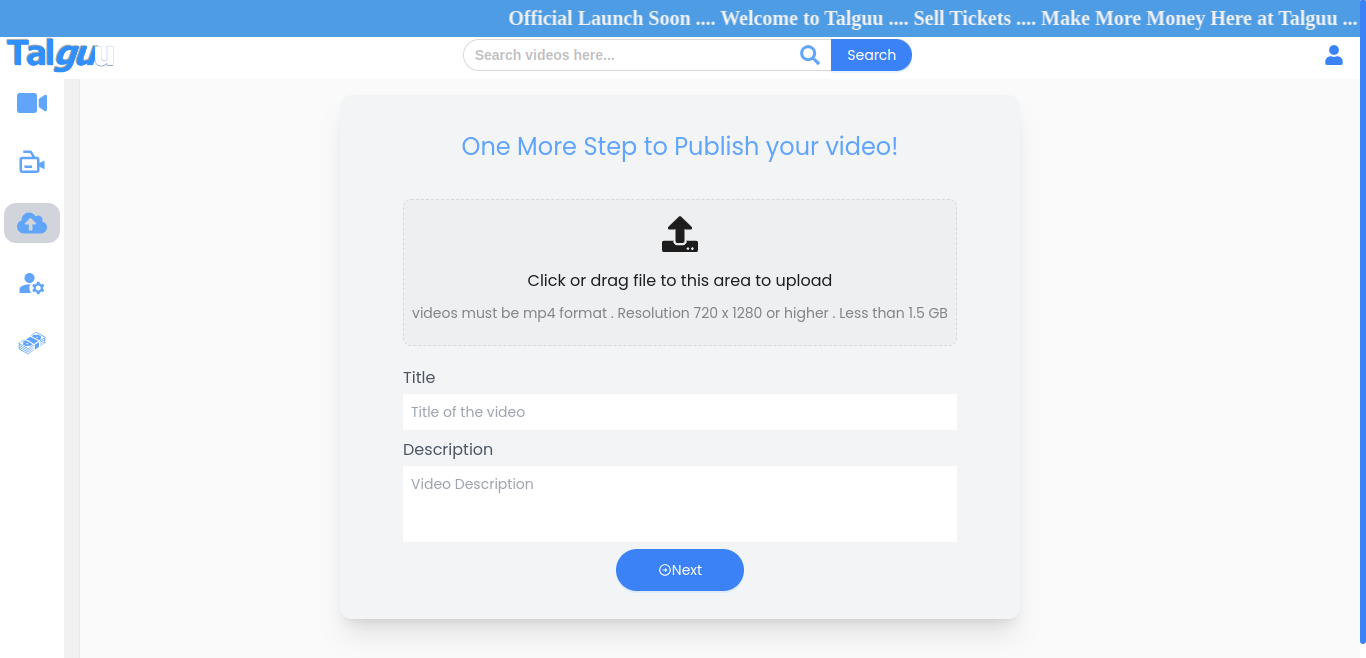 Official Launch Soon .... Welcome to Talguu .... Sell Tickets .... Make More Money Here at Talguu ...
Talguu
Search videos here...
Search
One More Step to Publish your video!
Click or drag file to this area to upload
videos must be mp4 format . Resolution 720 x 1280 or higher . Less than 1.5 GB
Title
Title of the video
Description
Video Description
Next